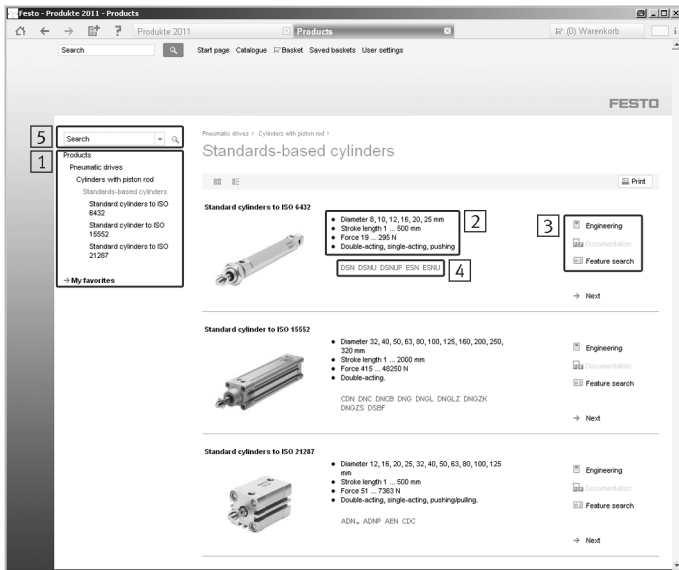 Festo - Produkte 2011 - Products
Produkte 2011
Products
(0) Warenkorb
i
Search
Start page Catalogue Basket Saved baskets User settings
FESTO
5
Search
1
Products
Pneumatic drives
Cylinders with piston rod
Standards-based cylinders
Standard cylinders to ISO
6432
Standard cylinder to ISO
15552
Standard cylinders to ISO
21287
→ My favorites
Pneumatic drives > Cylinders with piston rod >
Standards-based cylinders
Print
Standard cylinders to ISO 6432
• Diameter 8, 10, 12, 16, 20, 25 mm
• Stroke length 1 ... 500 mm
• Force 19 ... 295 N
• Double-acting, single-acting, pushing
2
DSN DSNU DSNUP ESN ESNU
4
3
Engineering
Documentation
Feature search
→ Next
Standard cylinder to ISO 15552
• Diameter 32, 40, 50, 63, 80, 100, 125, 160, 200, 250,
320 mm
• Stroke length 1 ... 2000 mm
• Force 415 ... 48250 N
• Double-acting.
CDN DNC DNCB DNG DNGL DNGLZ DNGZK
DNGZS DSBF
Engineering
Documentation
Feature search
→ Next
Standard cylinders to ISO 21287
• Diameter 12, 16, 20, 25, 32, 40, 50, 63, 80, 100, 125
mm
• Stroke length 1 ... 500 mm
• Force 51 ... 7363 N
• Double-acting, single-acting, pushing/pulling.
ADN, ADNP AEN CDC
Engineering
Documentation
Feature search
→ Next